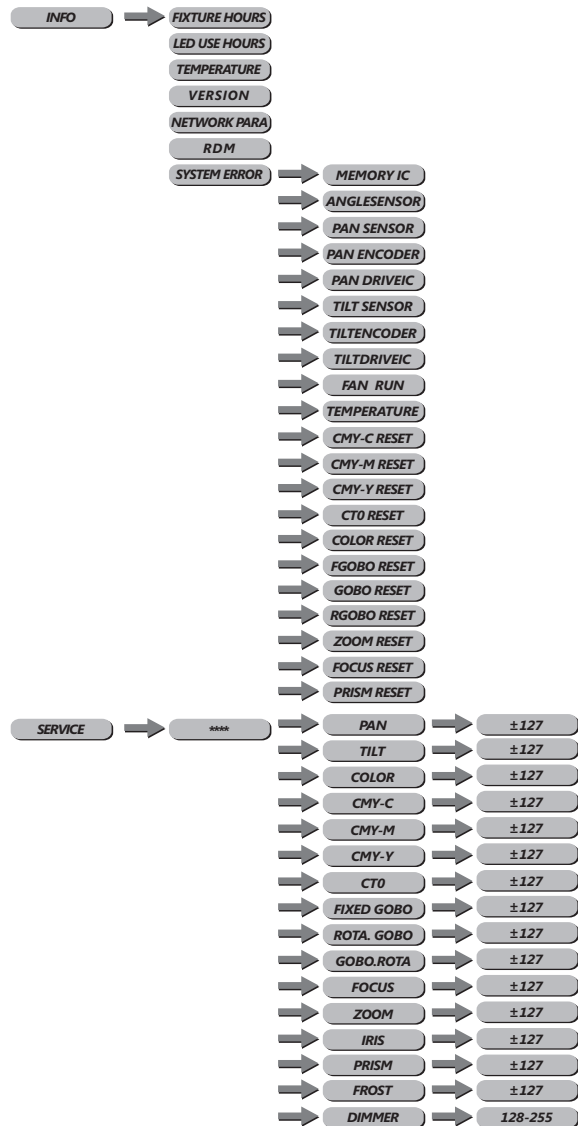 INFO FIXTURE HOURS
LED USE HOURS
TEMPERATURE
VERSION
NETWORK PARA
RDM
SYSTEM ERROR MEMORY IC
ANGLESENSOR
PAN SENSOR
PAN ENCODER
PAN DRIVEIC
TILT SENSOR
TILTENCODER
TILTDRIVEIC
FAN RUN
TEMPERATURE
CMY-C RESET
CMY-M RESET
CMY-Y RESET
CT0 RESET
COLOR RESET
FGOBO RESET
GOBO RESET
RGOBO RESET
ZOOM RESET
FOCUS RESET
PRISM RESET
SERVICE **** PAN ±127
TILT ±127
COLOR ±127
CMY-C ±127
CMY-M ±127
CMY-Y ±127
CT0 ±127
FIXED GOBO ±127
ROTA. GOBO ±127
GOBO.ROTA ±127
FOCUS ±127
ZOOM ±127
IRIS ±127
PRISM ±127
FROST ±127
DIMMER 128-255